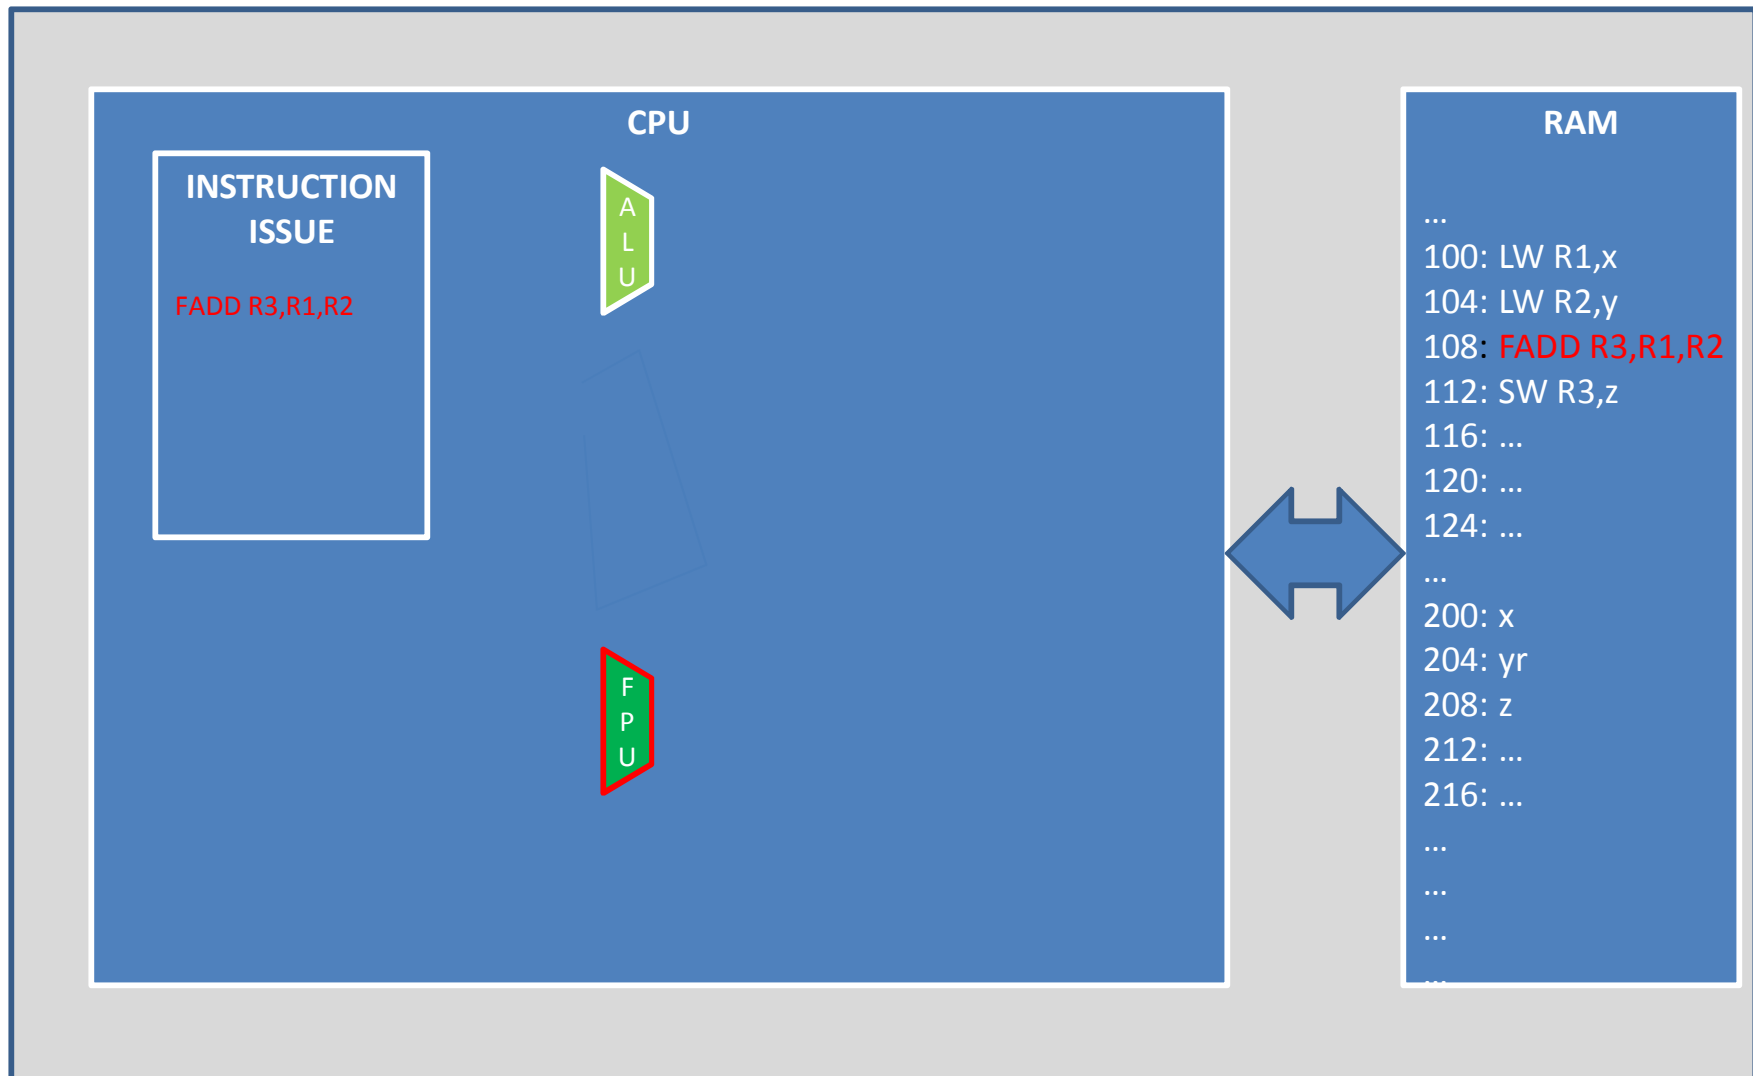 CPU
INSTRUCTION
ISSUE
FADD R3,R1,R2
A
L
U
F
P
U
RAM
...
100: LW R1,x
104: LW R2,y
108: FADD R3,R1,R2
112: SW R3,z
116: ...
120: ...
124: ...
...
200: x
204: yr
208: z
212: ...
216: ...
...
...
...
...